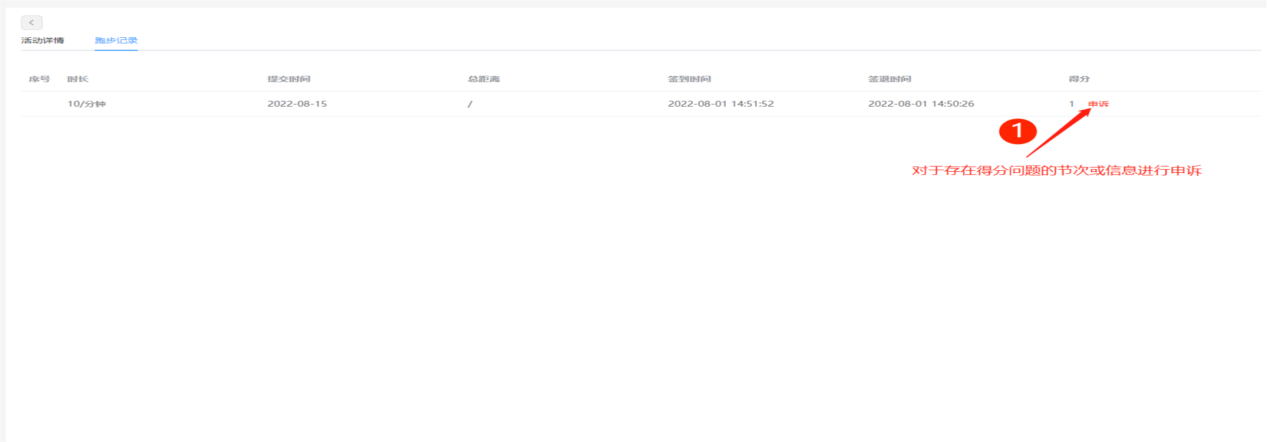 <
活动详情 跑步记录
序号 时长 提交时间 总距离 签到时间 签退时间 得分
10/分钟 2022-08-15 / 2022-08-01 14:51:52 2022-08-01 14:50:26 1 申诉
1
对于存在得分问题的节次或信息进行申诉